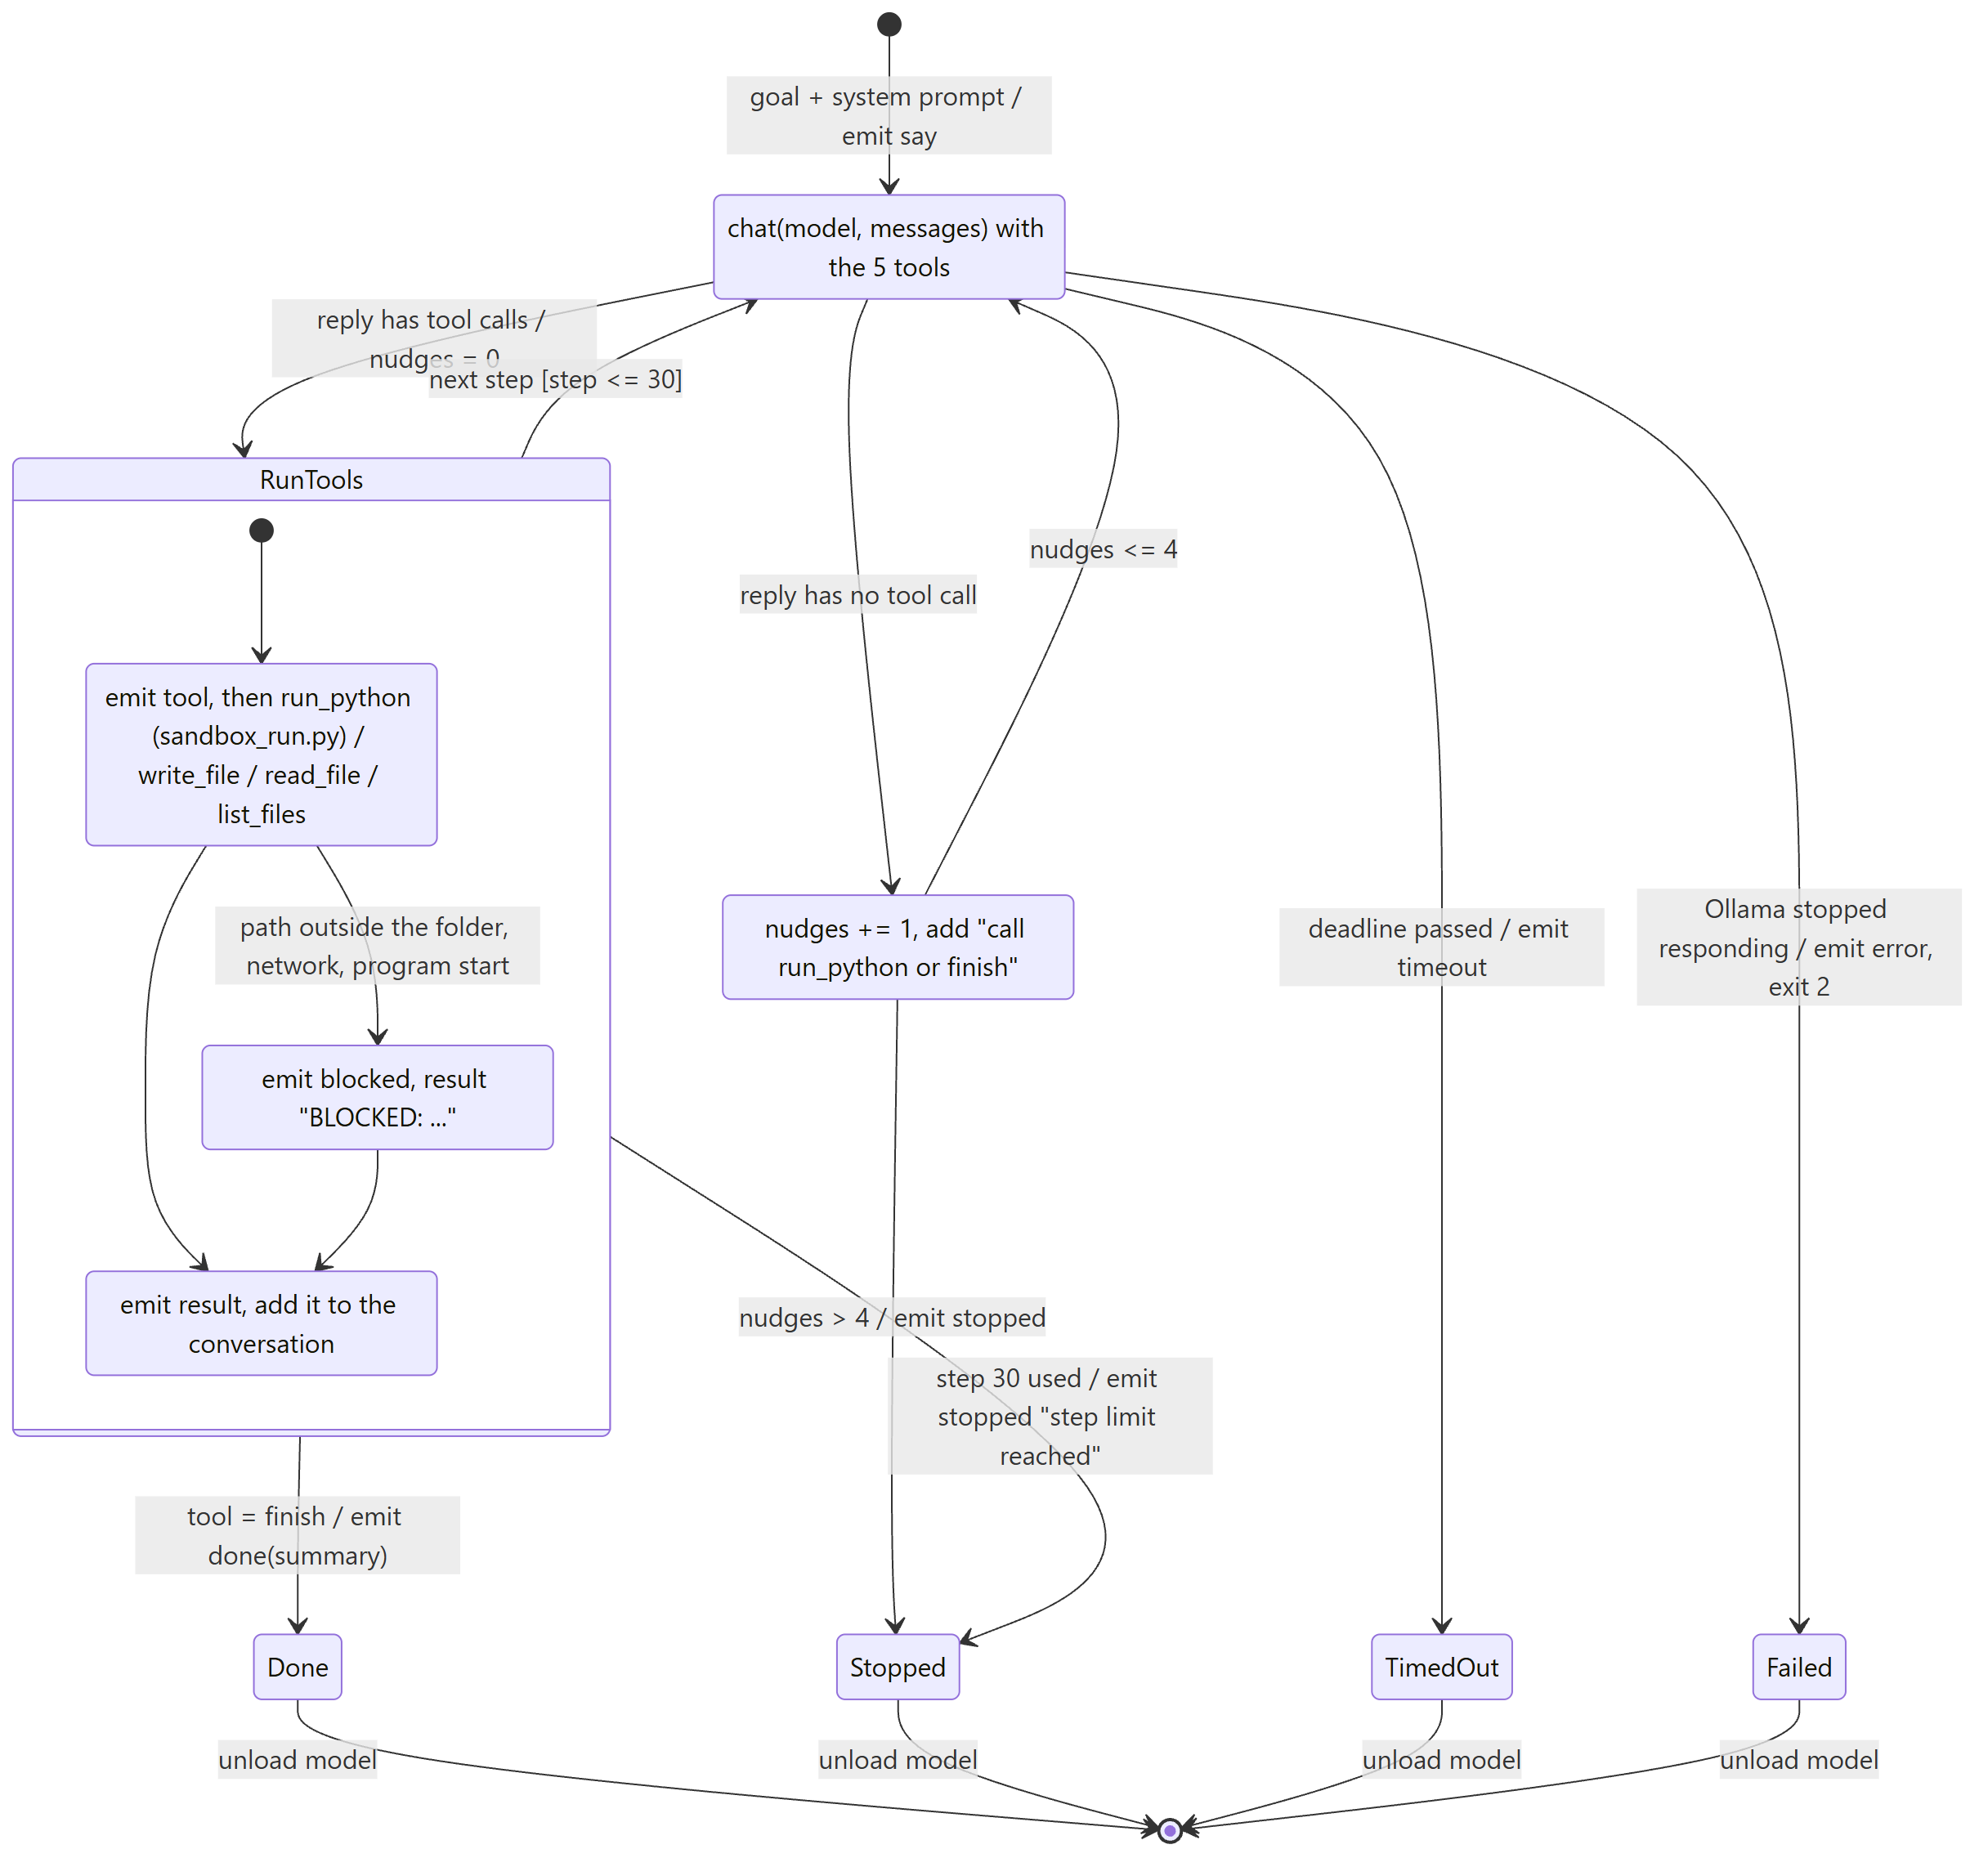 goal + system prompt /
emit say
chat(model, messages) with
the 5 tools
reply has tool calls /
nudges = 0
next step [step <= 30]
RunTools
emit tool, then run_python
(sandbox_run.py) /
write_file / read_file /
list_files
path outside the folder,
network, program start
emit blocked, result
"BLOCKED: ..."
emit result, add it to the
conversation
reply has no tool call
nudges <= 4
nudges += 1, add "call
run_python or finish"
deadline passed / emit
timeout
Ollama stopped
responding / emit error,
exit 2
nudges > 4 / emit stopped
step 30 used / emit
stopped "step limit
reached"
tool = finish / emit
done(summary)
Done
Stopped
TimedOut
Failed
unload model
unload model
unload model
unload model